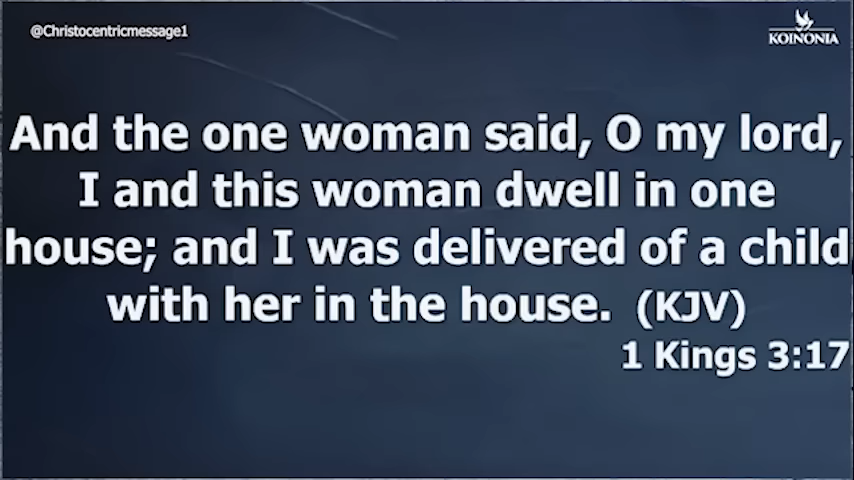 @Christocentricmessage1
KOINONIA
And the one woman said, O my lord,
I and this woman dwell in one
house; and I was delivered of a child
with her in the house. (KJV)
1 Kings 3:17